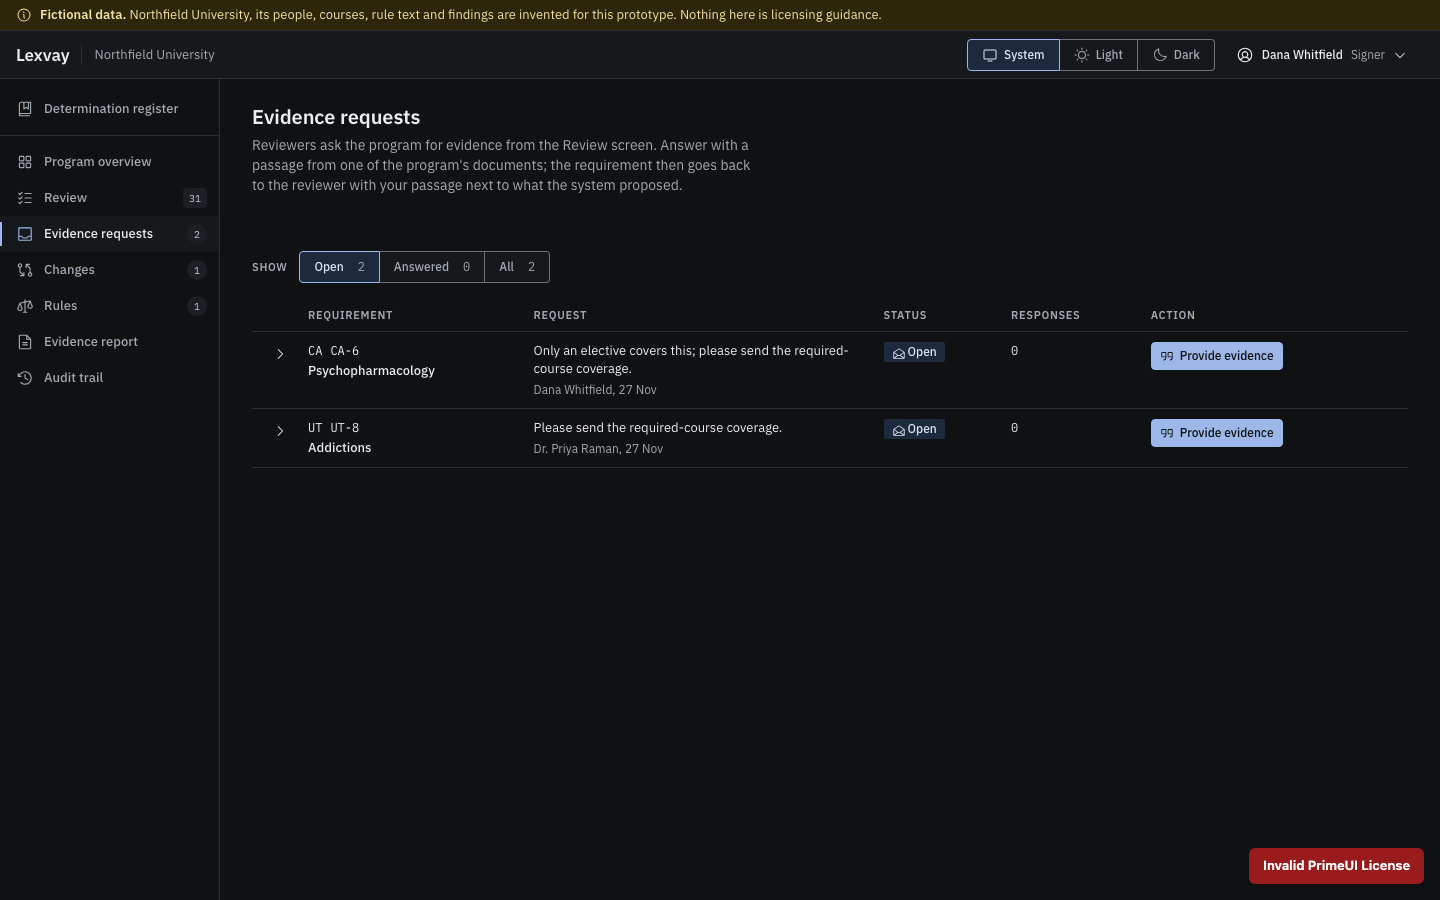 Fictional data. Northfield University, its people, courses, rule text and findings are invented for this prototype. Nothing here is licensing guidance.
Lexvay
Northfield University
System
Light
Dark
Dana Whitfield Signer
Determination register
Program overview
Review 31
Evidence requests 2
Changes 1
Rules 1
Evidence report
Audit trail
Evidence requests
Reviewers ask the program for evidence from the Review screen. Answer with a
passage from one of the program's documents; the requirement then goes back
to the reviewer with your passage next to what the system proposed.
SHOW
Open 2
Answered 0
All 2
REQUIREMENT REQUEST STATUS RESPONSES ACTION
CA CA-6
Psychopharmacology
Only an elective covers this; please send the required-
course coverage.
Dana Whitfield, 27 Nov
Open
0
Provide evidence
UT UT-8
Addictions
Please send the required-course coverage.
Dr. Priya Raman, 27 Nov
Open
0
Provide evidence
Invalid PrimeUI License